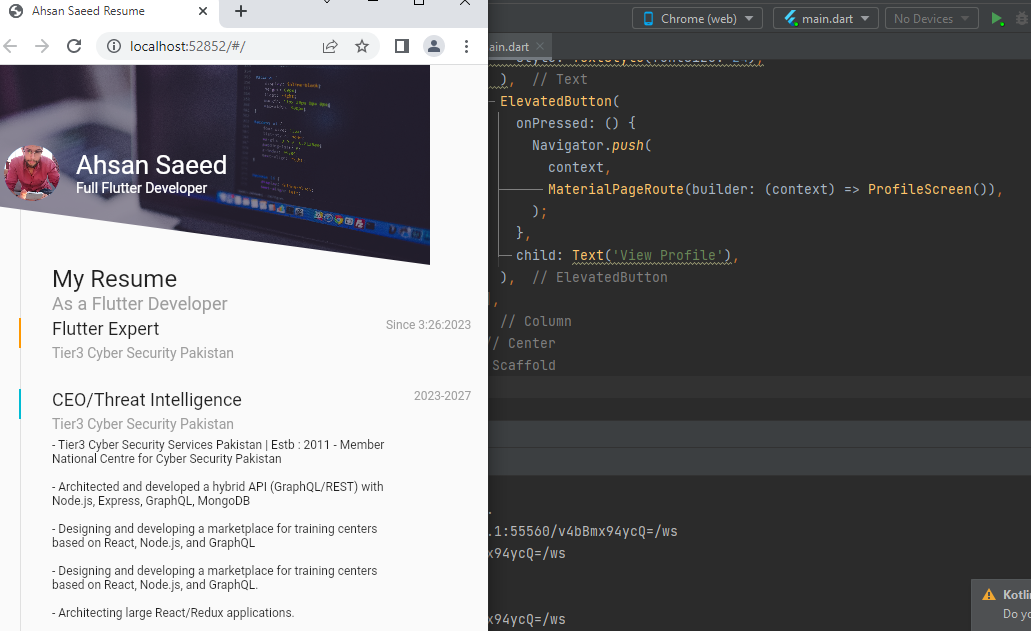 Ahsan Saeed Resume
localhost:52852/#/
Ahsan Saeed
Full Flutter Developer
My Resume
As a Flutter Developer
Flutter Expert
Since 3:26:2023
Tier3 Cyber Security Pakistan
CEO/Threat Intelligence
2023-2027
Tier3 Cyber Security Pakistan
- Tier3 Cyber Security Services Pakistan | Estb : 2011 - Member
National Centre for Cyber Security Pakistan
- Architected and developed a hybrid API (GraphQL/REST) with
Node.js, Express, GraphQL, MongoDB
- Designing and developing a marketplace for training centers
based on React, Node.js, and GraphQL
- Designing and developing a marketplace for training centers
based on React, Node.js, and GraphQL.
- Architecting large React/Redux applications.
Chrome (web)
main.dart
No Devices
ain.dart
style: TextStyle(fontSize: 24),
), // Text
ElevatedButton(
onPressed: () {
Navigator.push(
context,
MaterialPageRoute(builder: (context) => ProfileScreen()),
);
},
child: Text('View Profile'),
), // ElevatedButton
,
// Column
// Center
Scaffold
.
.1:55560/v4bBmx94ycQ=/ws
x94ycQ=/ws
x94ycQ=/ws
Kotlin
Do yo